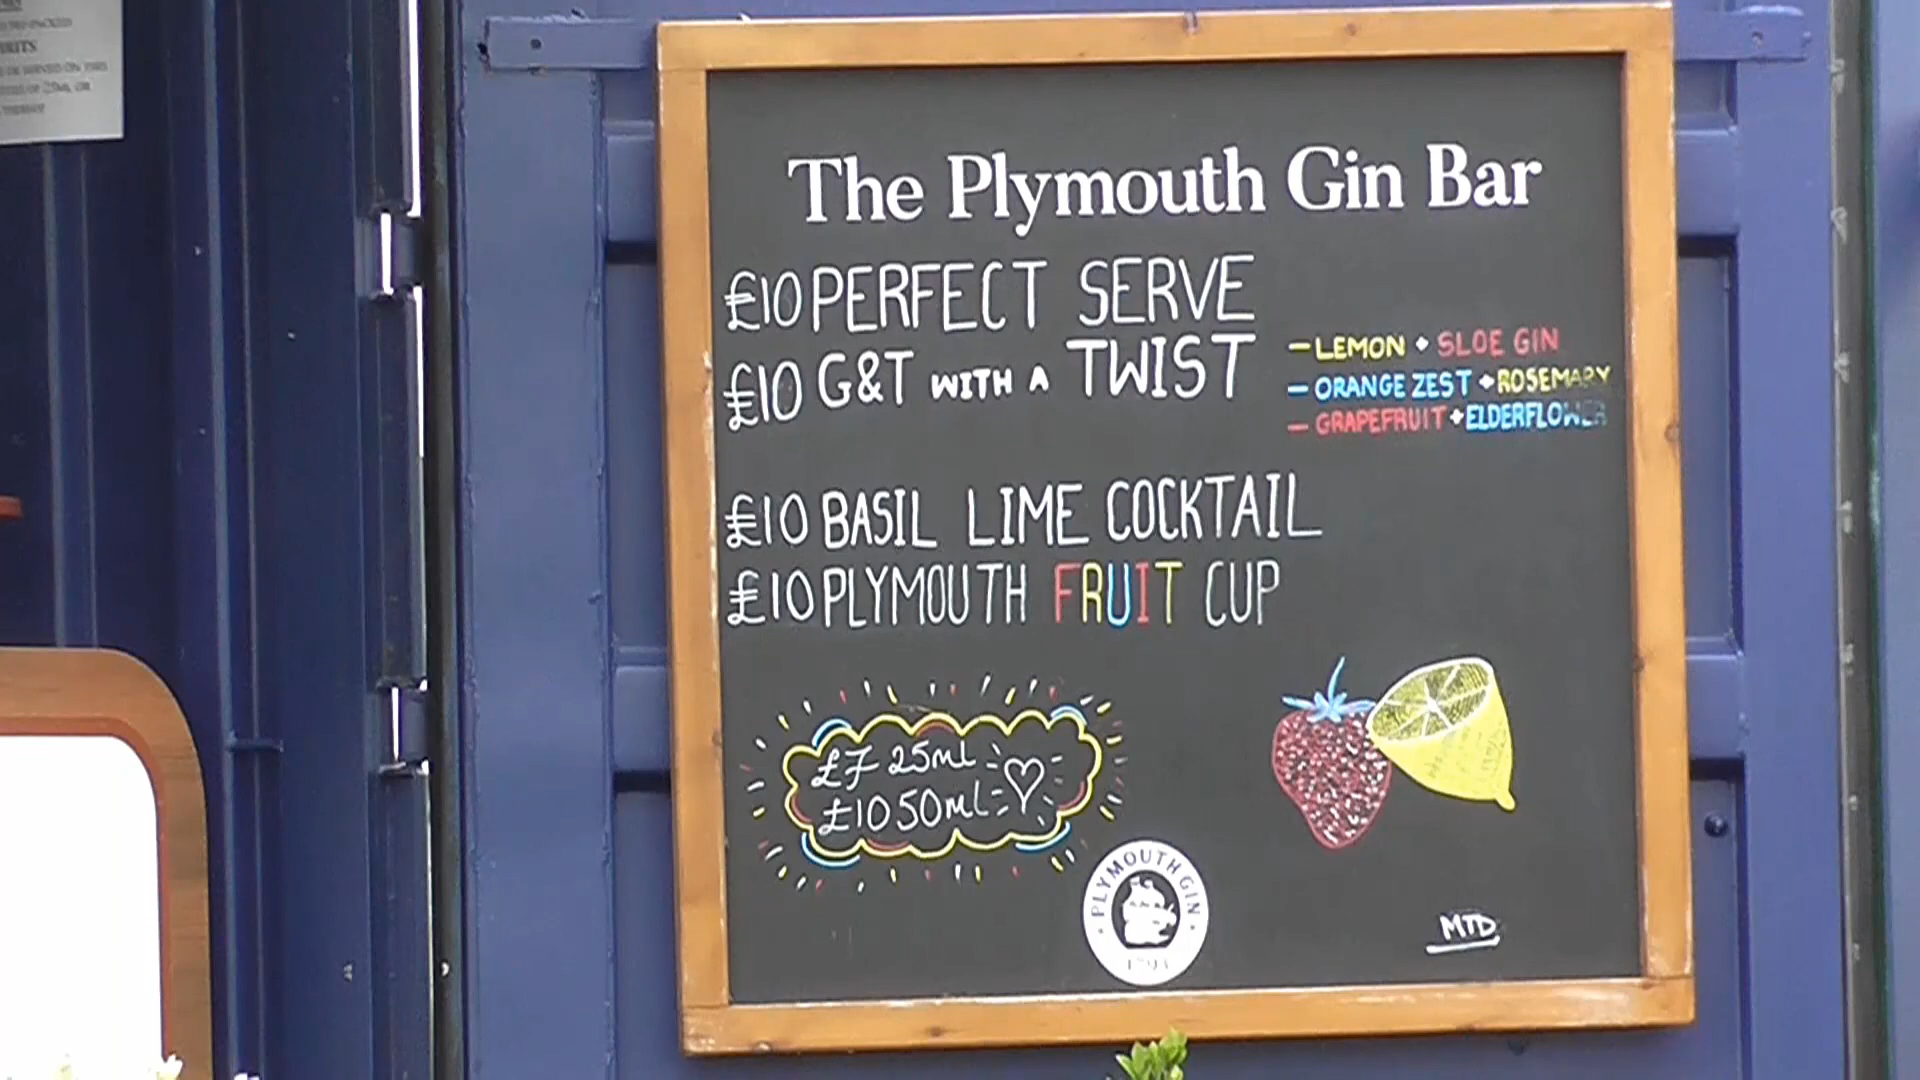 The Plymouth Gin Bar
£10 PERFECT SERVE
£10 G&T WITH A TWIST
- LEMON + SLOE GIN
- ORANGE ZEST + ROSEMARY
- GRAPEFRUIT + ELDERFLOWER
£10 BASIL LIME COCKTAIL
£10 PLYMOUTH FRUIT CUP
£7 25ml
£10 50ml
PLYMOUTH GIN
1793
MTD